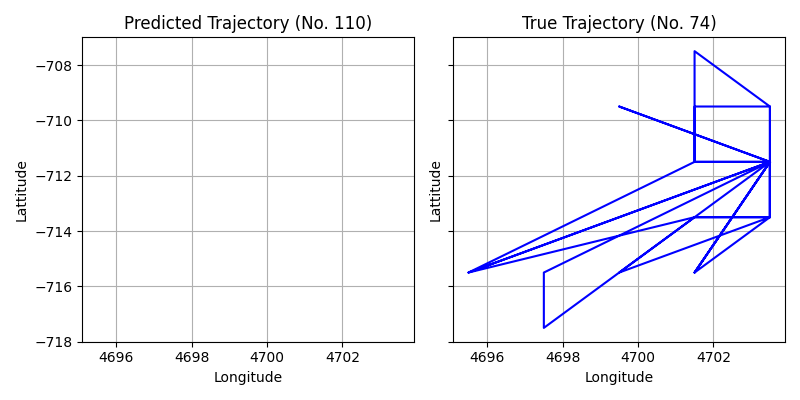 Predicted Trajectory (No. 110)
True Trajectory (No. 74)
Lattitude
−708
−710
−712
−714
−716
−718
4696 4698 4700 4702
Longitude
Lattitude
4696 4698 4700 4702
Longitude